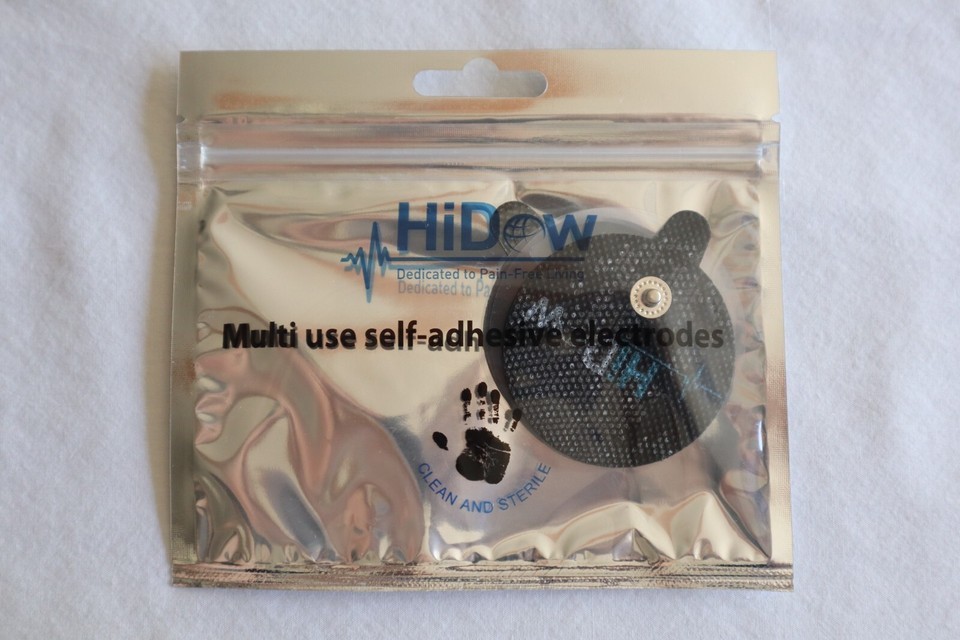 HiDow
Dedicated to Pain-Free Living
Multi use self-adhesive electrodes
CLEAN AND STERILE